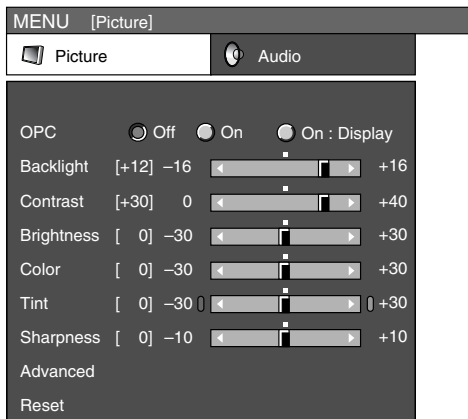 MENU [Picture]
Picture Audio
OPC Off On On : Display
Backlight [+12] –16 +16
Contrast [+30] 0 +40
Brightness [ 0] –30 +30
Color [ 0] –30 +30
Tint [ 0] –30 +30
Sharpness [ 0] –10 +10
Advanced
Reset